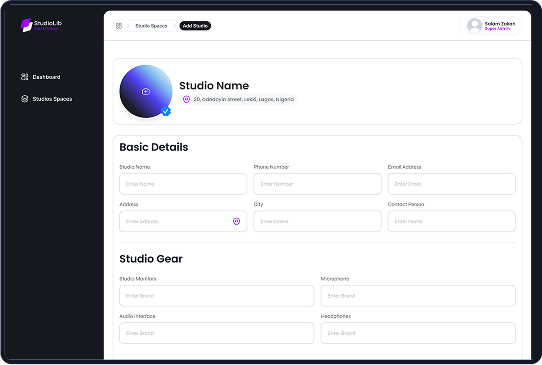 StudioLib
Studio Spaces
Add Studio
Salam Zakari
Super Admin
Dashboard
Studios Spaces
Studio Name
20, adedoyin street, Lekki, Lagos, Nigeria
Basic Details
Studio Name
Phone Number
Email Address
Enter Name
Enter Number
Enter Email
Address
City
Contact Person
Enter Address
Enter Name
Enter Name
Studio Gear
Studio Monitors
Microphone
Enter Brand
Enter Brand
Audio Interface
Headphones
Enter Brand
Enter Brand